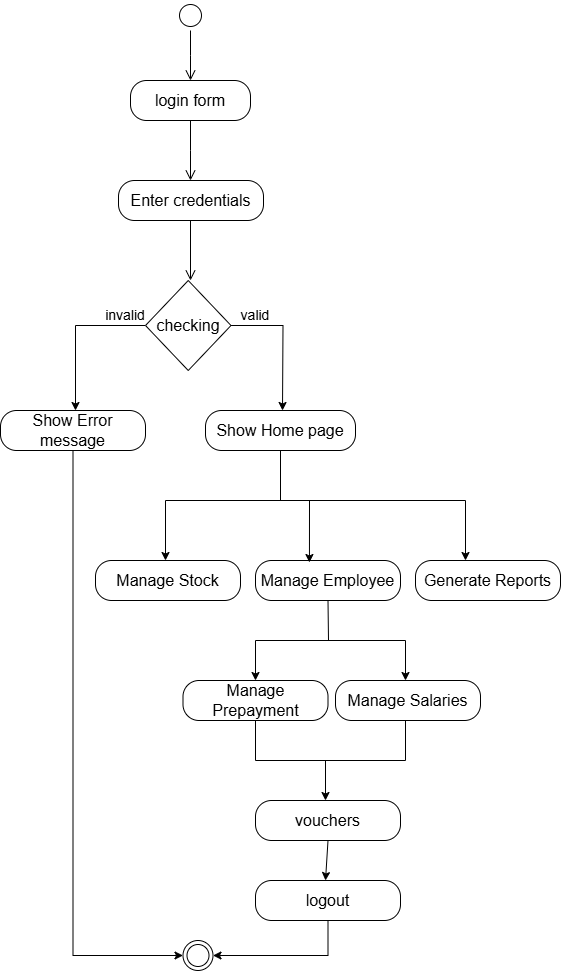 login form
Enter credentials
invalid
valid
checking
Show Error
message
Show Home page
Manage Stock
Manage Employee
Generate Reports
Manage
Prepayment
Manage Salaries
vouchers
logout